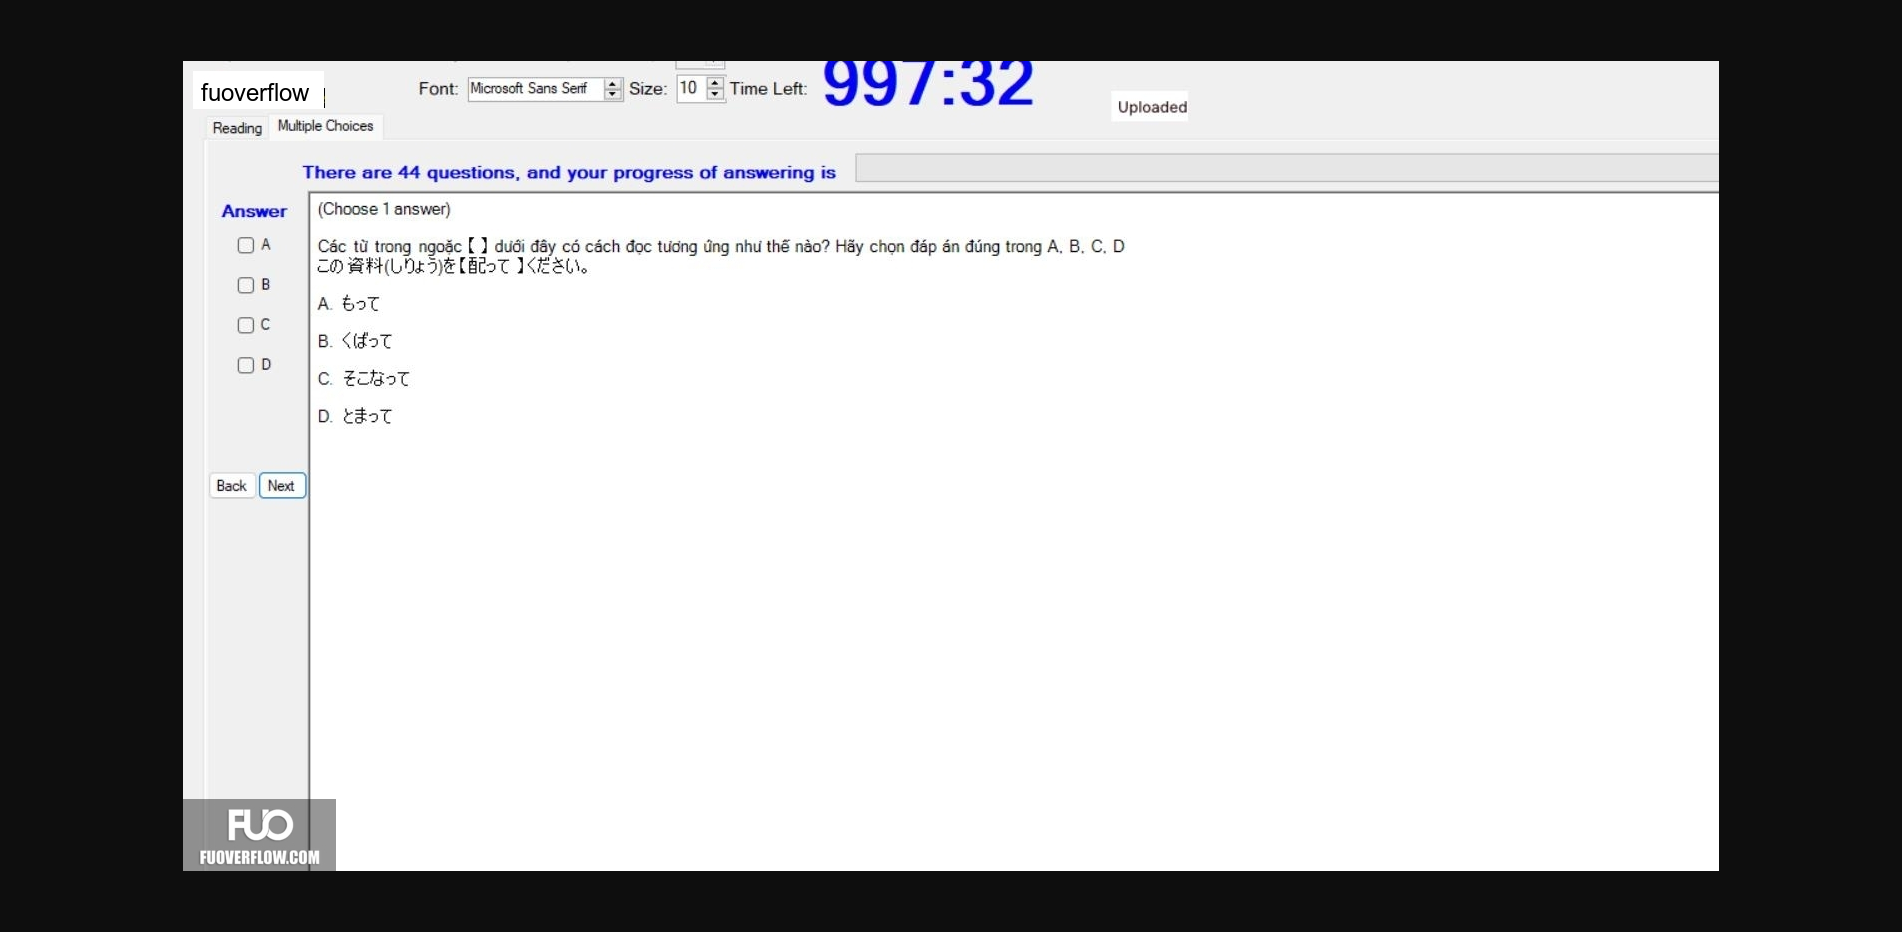 fuoverflow
Font: Microsoft Sans Serif Size: 10 Time Left: 997:32
Uploaded
Reading Multiple Choices
There are 44 questions, and your progress of answering is
Answer
A
B
C
D
Back Next
(Choose 1 answer)
Các từ trong ngoặc【 】dưới đây có cách đọc tương ứng như thế nào? Hãy chọn đáp án đúng trong A, B, C, D
この資料(しりょう)を【配って 】ください。
A. もって
B. くばって
C. そこなって
D. とまって
FUO
FUOVERFLOW.COM